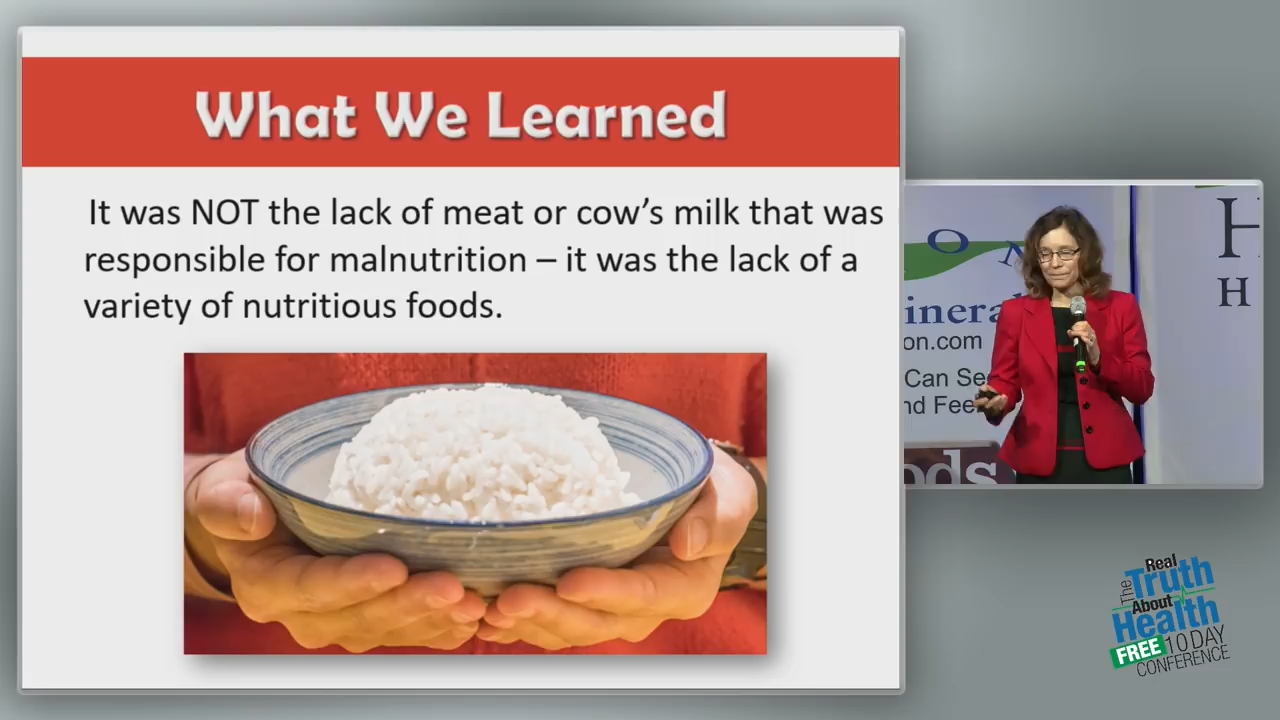 What We Learned
It was NOT the lack of meat or cow's milk that was
responsible for malnutrition – it was the lack of a
variety of nutritious foods.
O N
inera
on.com
Can See
nd Fee
ods
H
H
The Real
Truth
About
Health
FREE 10 DAY
CONFERENCE